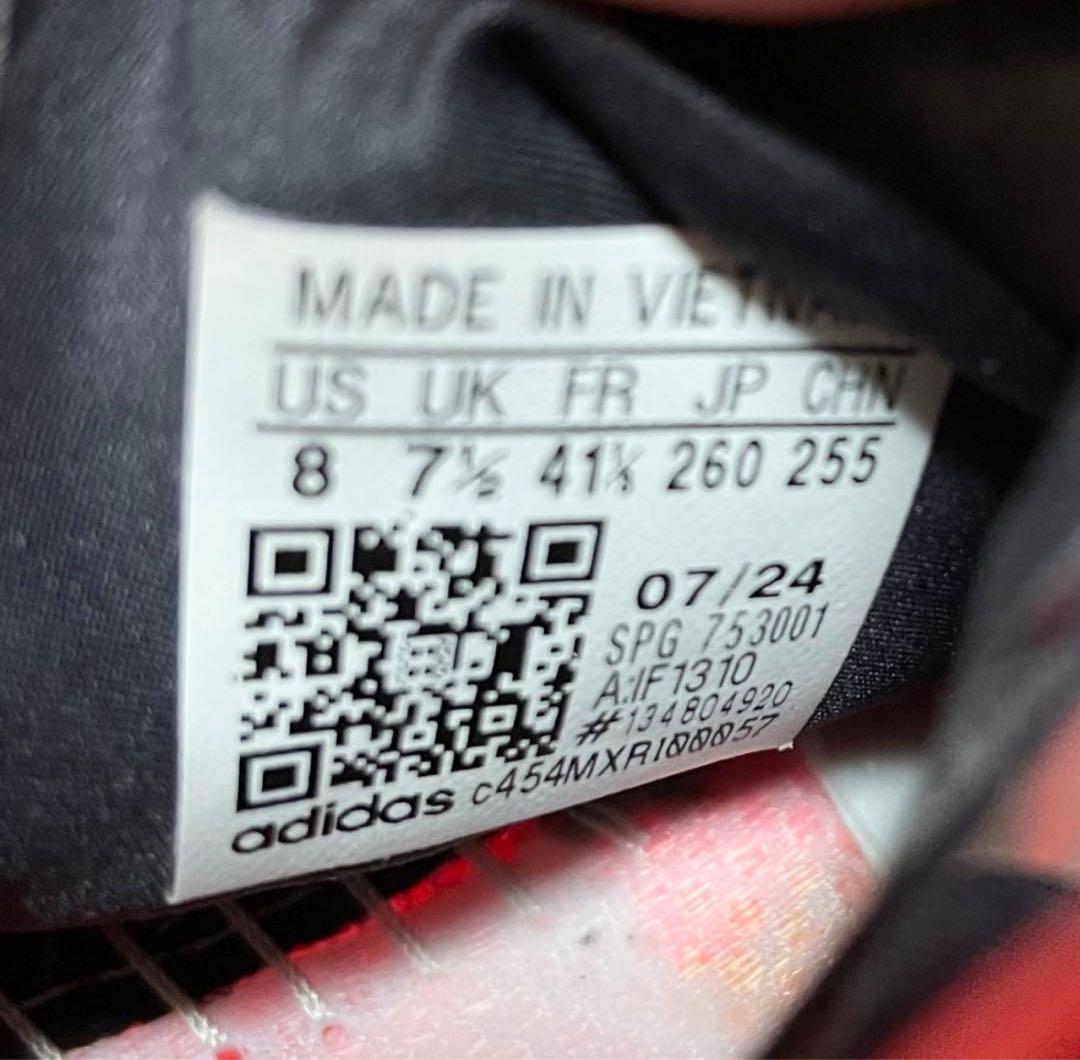 MADE IN VIETNAM
US UK FR JP CHN
8 7½ 41⅓ 260 255
07/24
SPG 753001
A:IF1310
#134804920
adidas c454MXRI00057